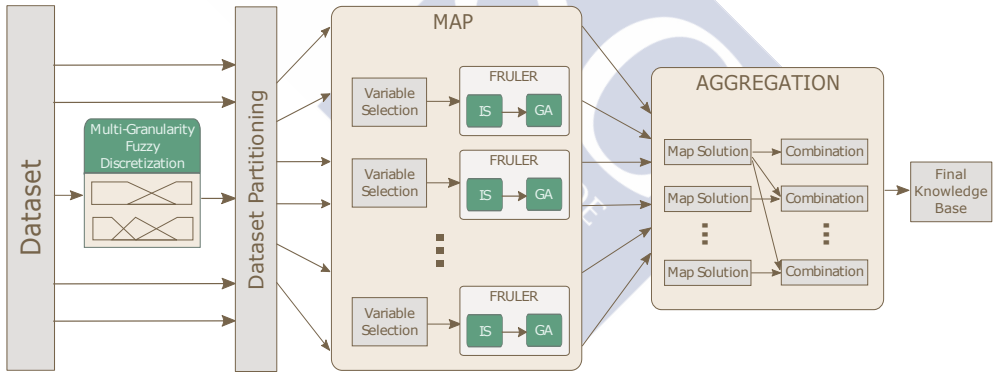 Dataset
Multi-Granularity
Fuzzy
Discretization
Dataset Partitioning
MAP
Variable
Selection
FRULER
IS
GA
Variable
Selection
FRULER
IS
GA
Variable
Selection
FRULER
IS
GA
AGGREGATION
Map Solution
Combination
Map Solution
Combination
Map Solution
Combination
Final
Knowledge
Base